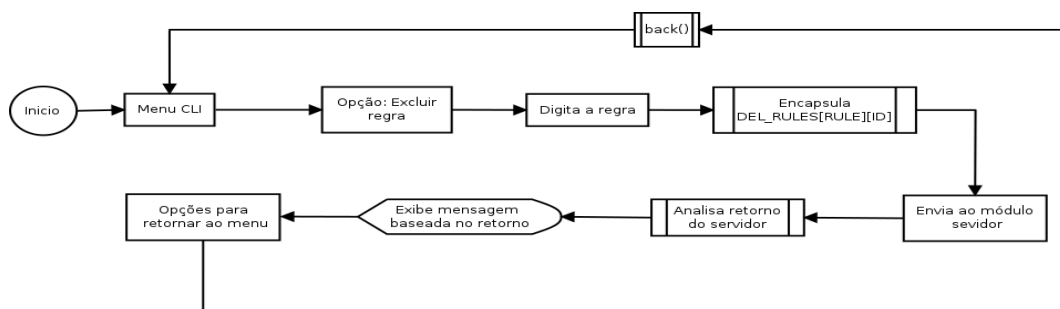 back()
Inicio
Menu CLI
Opção: Excluir
regra
Digita a regra
Encapsula
DEL_RULES[RULE][ID]
Opções para
retornar ao menu
Exibe mensagem
baseada no retorno
Analisa retorno
do servidor
Envia ao módulo
sevidor